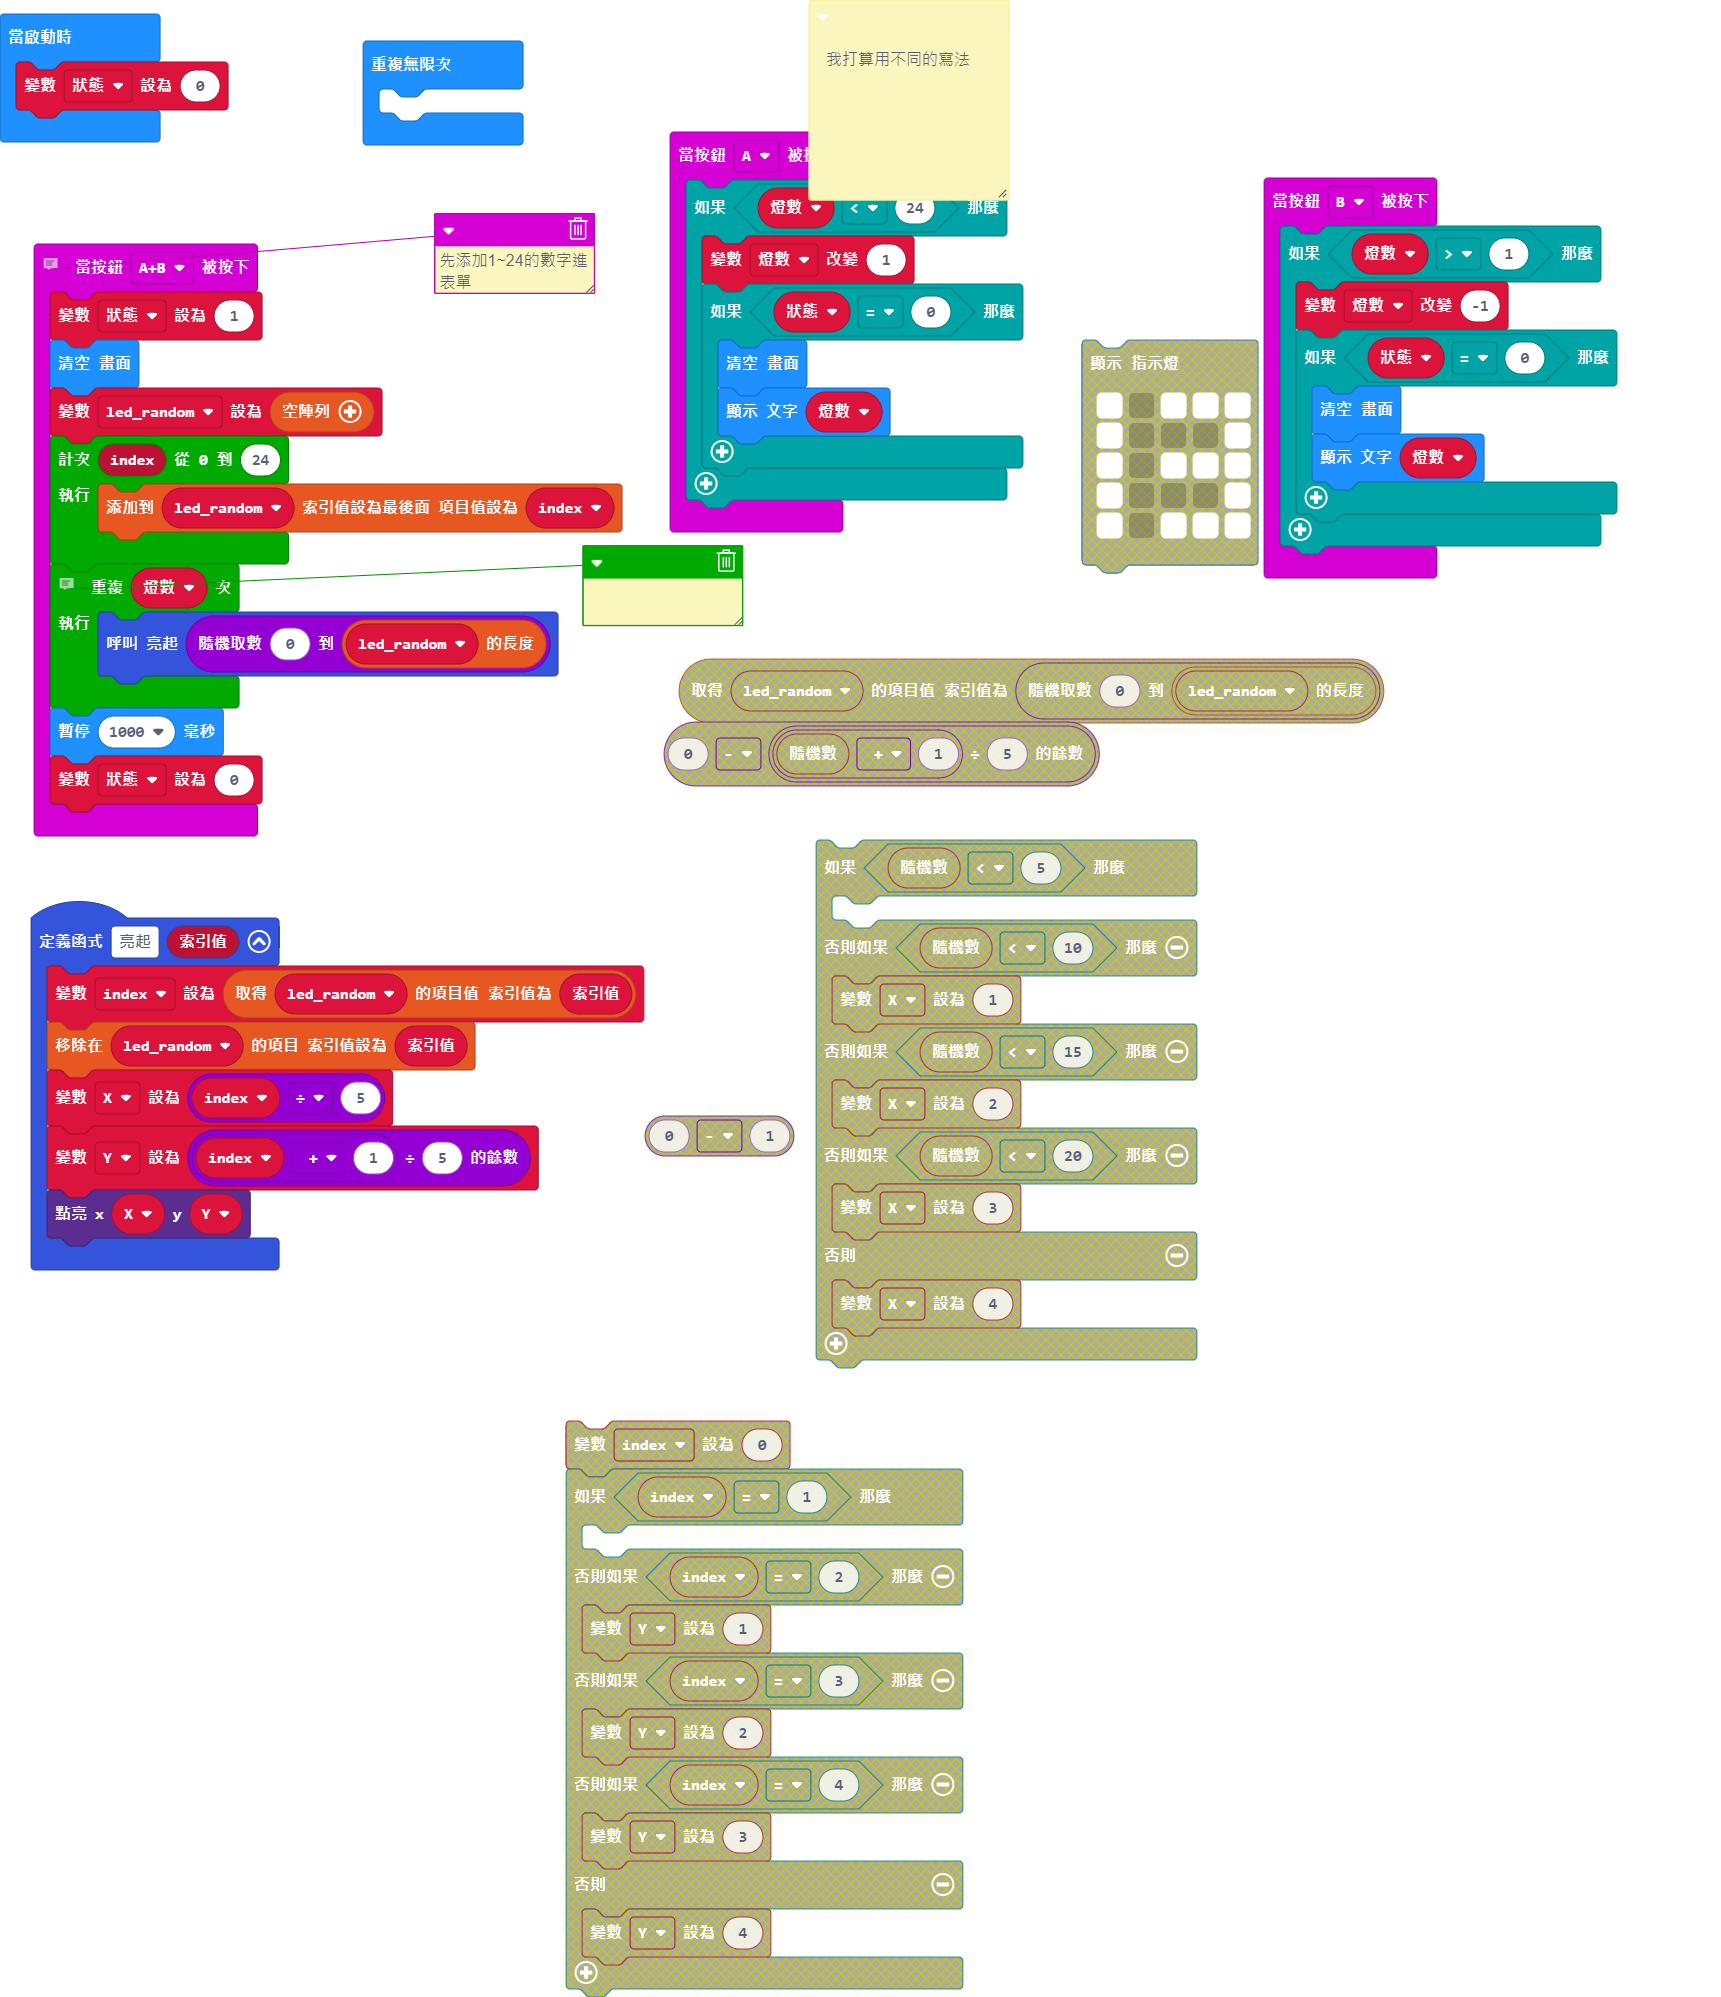 當啟動時
變數 狀態 設為 0
重複無限次
我打算用不同的寫法
當按鈕 A 被
如果 燈數 < 24 那麼
變數 燈數 改變 1
如果 狀態 = 0 那麼
清空 畫面
顯示 文字 燈數
顯示 指示燈
當按鈕 B 被按下
如果 燈數 > 1 那麼
變數 燈數 改變 -1
如果 狀態 = 0 那麼
清空 畫面
顯示 文字 燈數
先添加1~24的數字進
表單
當按鈕 A+B 被按下
變數 狀態 設為 1
清空 畫面
變數 led_random 設為 空陣列
計次 index 從 0 到 24
執行 添加到 led_random 索引值設為最後面 項目值設為 index
重複 燈數 次
執行 呼叫 亮起 隨機取數 0 到 led_random 的長度
暫停 1000 毫秒
變數 狀態 設為 0
取得 led_random 的項目值 索引值為 隨機取數 0 到 led_random 的長度
0 - 隨機數 + 1 ÷ 5 的餘數
定義函式 亮起 索引值
變數 index 設為 取得 led_random 的項目值 索引值為 索引值
移除在 led_random 的項目 索引值設為 索引值
變數 X 設為 index ÷ 5
變數 Y 設為 index + 1 ÷ 5 的餘數
點亮 x X y Y
0 - 1
如果 隨機數 < 5 那麼
否則如果 隨機數 < 10 那麼
變數 X 設為 1
否則如果 隨機數 < 15 那麼
變數 X 設為 2
否則如果 隨機數 < 20 那麼
變數 X 設為 3
否則
變數 X 設為 4
變數 index 設為 0
如果 index = 1 那麼
否則如果 index = 2 那麼
變數 Y 設為 1
否則如果 index = 3 那麼
變數 Y 設為 2
否則如果 index = 4 那麼
變數 Y 設為 3
否則
變數 Y 設為 4